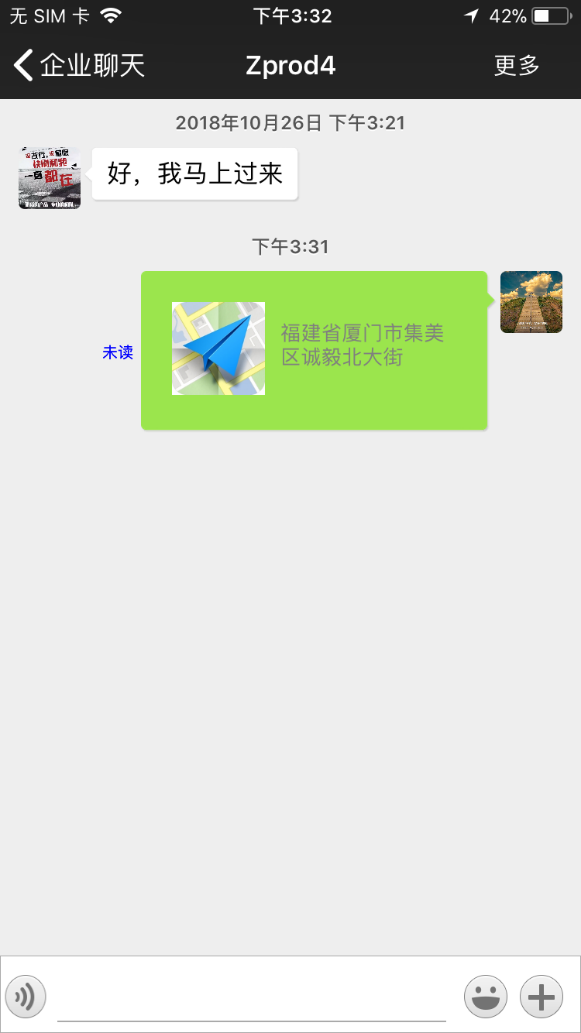 无 SIM 卡 下午3:32 42%
企业聊天 Zprod4 更多
2018年10月26日 下午3:21
好，我马上过来
下午3:31
未读
福建省厦门市集美
区诚毅北大街